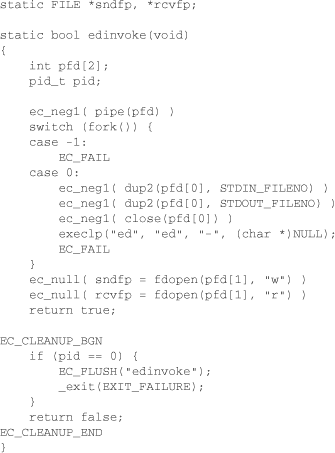 static FILE *sndfp, *rcvfp;
static bool edinvoke(void)
{
    int pfd[2];
    pid_t pid;
    ec_neg1( pipe(pfd) )
    switch (fork()) {
    case -1:
        EC_FAIL
    case 0:
        ec_neg1( dup2(pfd[0], STDIN_FILENO) )
        ec_neg1( dup2(pfd[0], STDOUT_FILENO) )
        ec_neg1( close(pfd[0]) )
        execlp("ed", "ed", "-", (char *)NULL);
        EC_FAIL
    }
    ec_null( sndfp = fdopen(pfd[1], "w") )
    ec_null( rcvfp = fdopen(pfd[1], "r") )
    return true;
EC_CLEANUP_BGN
    if (pid == 0) {
        EC_FLUSH("edinvoke");
        _exit(EXIT_FAILURE);
    }
    return false;
EC_CLEANUP_END
}